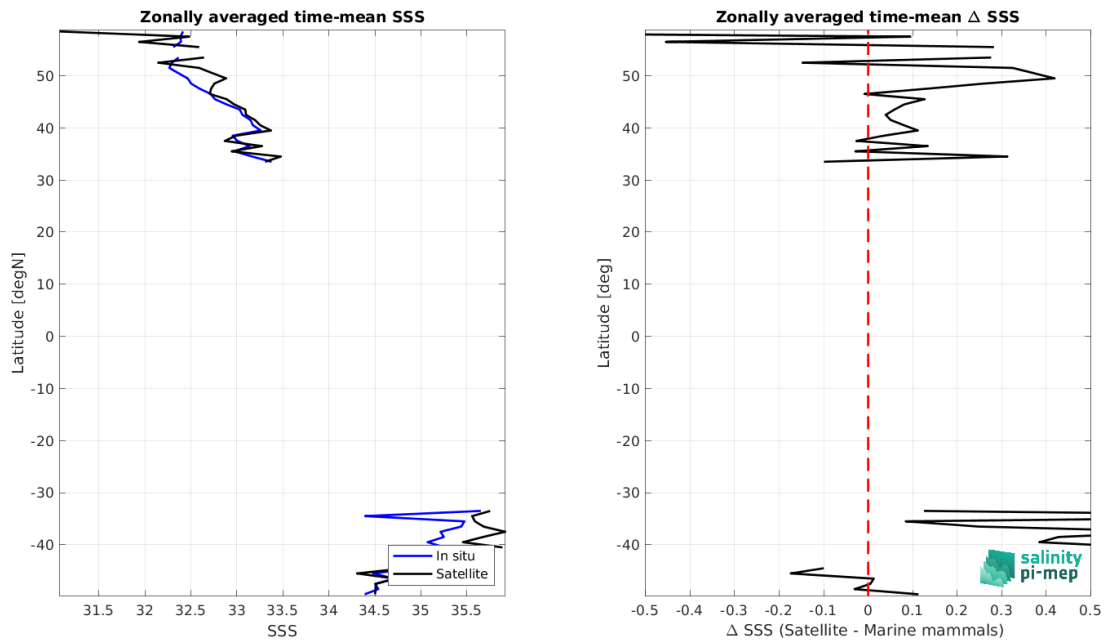 Zonally averaged time-mean SSS
50
40
30
20
10
0
-10
-20
-30
-40
Latitude [degN]
In situ
Satellite
31.5 32 32.5 33 33.5 34 34.5 35 35.5
SSS
Zonally averaged time-mean Δ SSS
50
40
30
20
10
0
-10
-20
-30
-40
Latitude [deg]
salinity
pi-mep
-0.5 -0.4 -0.3 -0.2 -0.1 0 0.1 0.2 0.3 0.4 0.5
Δ SSS (Satellite - Marine mammals)